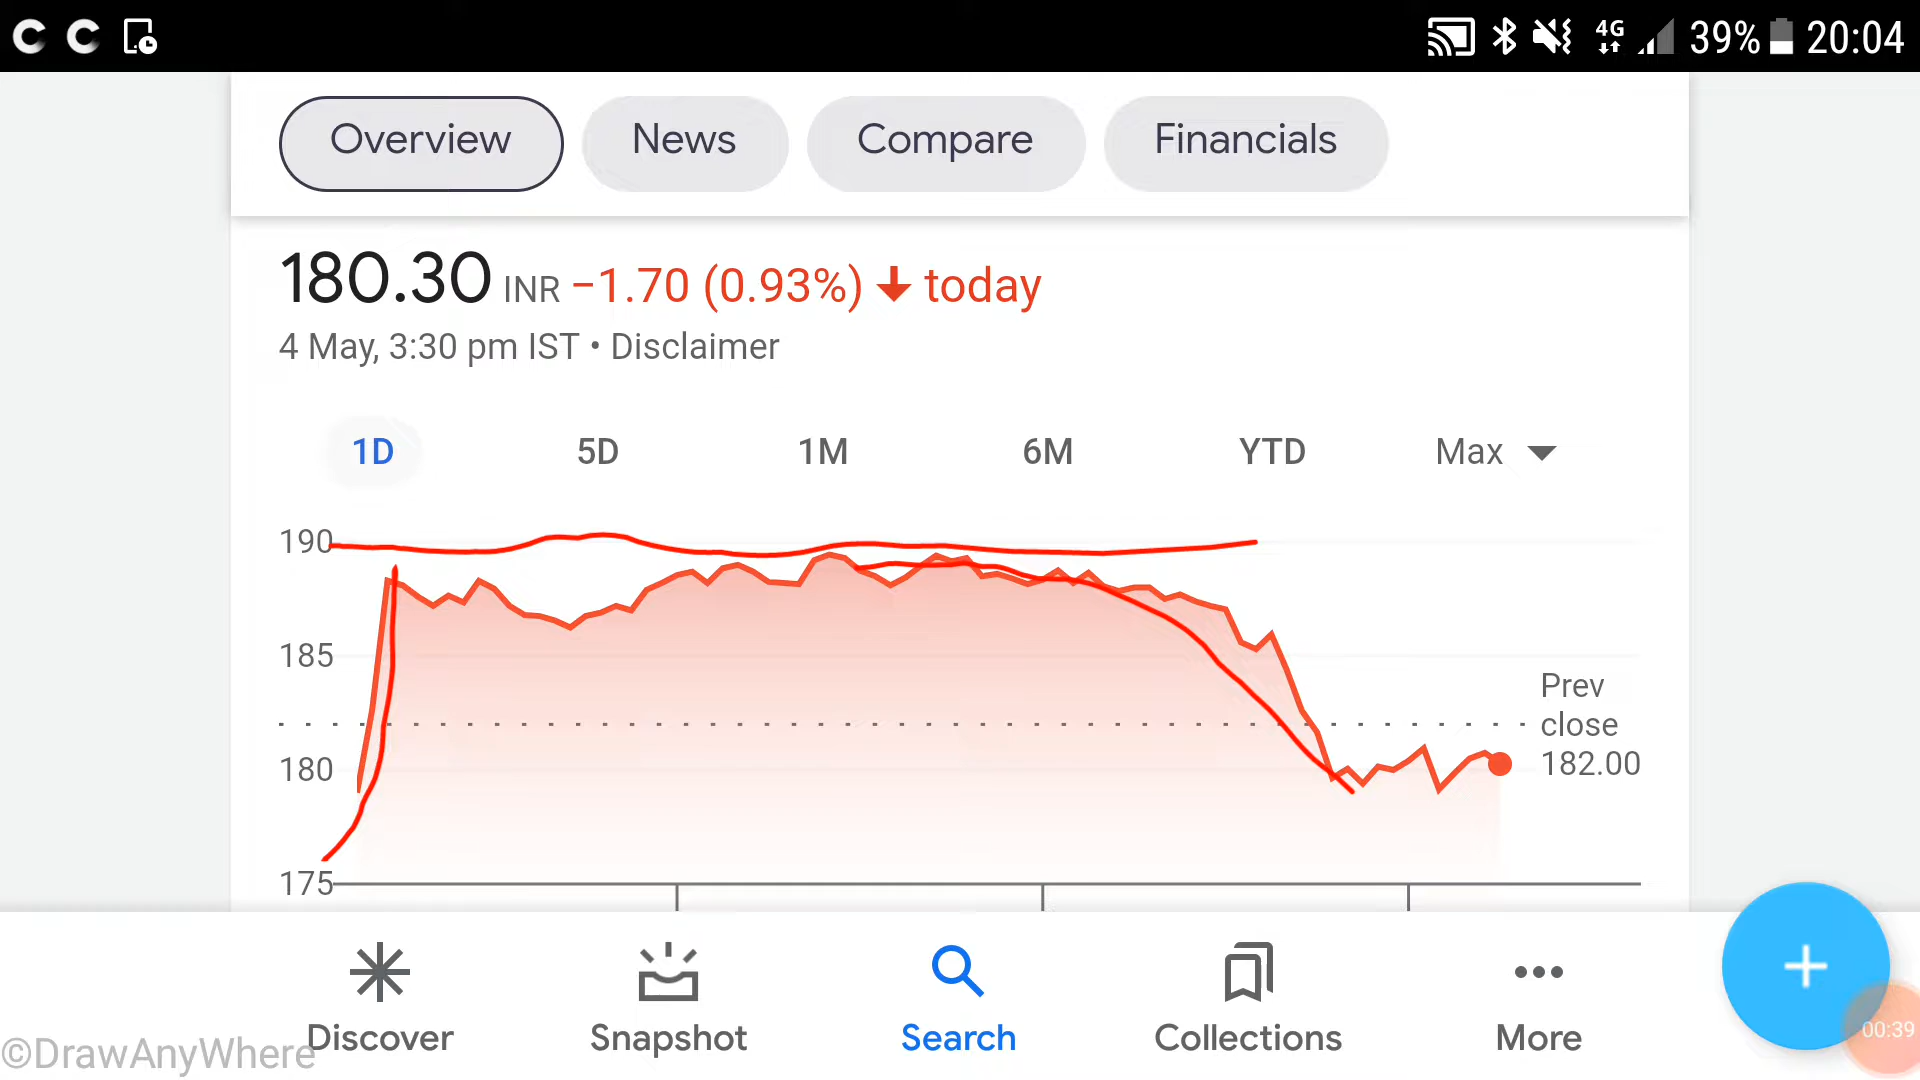 4G 39% 20:04
Overview News Compare Financials
180.30 INR −1.70 (0.93%) today
4 May, 3:30 pm IST • Disclaimer
1D 5D 1M 6M YTD Max
190
185
Prev
close
182.00
180
175
Discover Snapshot Search Collections More
00:39
©DrawAnyWhere